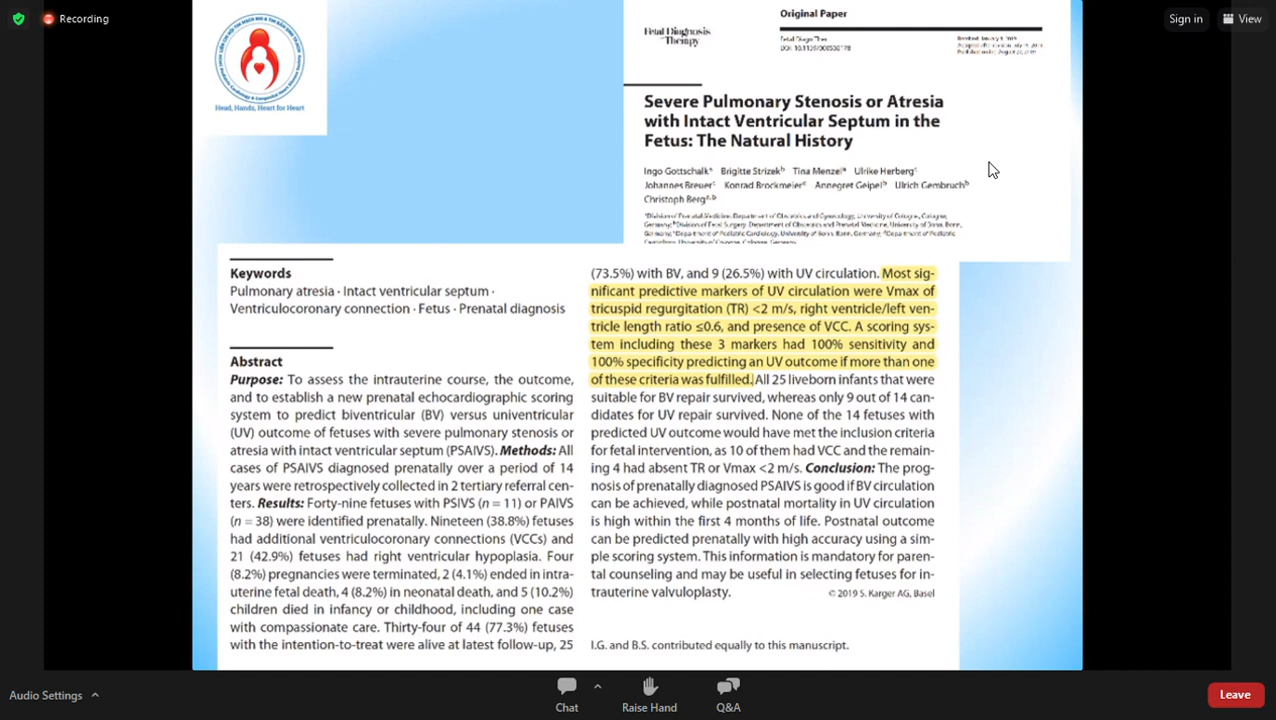 Recording
Sign in
View
Head, Hands, Heart for Heart
Fetal Diagnosis
and Therapy
Original Paper
Fetal Diagn Ther
Severe Pulmonary Stenosis or Atresia
with Intact Ventricular Septum in the
Fetus: The Natural History
Ingo Gottschalk Brigitte Strizek Tina Menzel Ulrike Herberg
Johannes Breuer Konrad Brockmeier Annegret Geipel Ulrich Gembruch
Christoph Berg
Keywords
Pulmonary atresia · Intact ventricular septum ·
Ventriculocoronary connection · Fetus · Prenatal diagnosis
Abstract
Purpose: To assess the intrauterine course, the outcome,
and to establish a new prenatal echocardiographic scoring
system to predict biventricular (BV) versus univentricular
(UV) outcome of fetuses with severe pulmonary stenosis or
atresia with intact ventricular septum (PSAIVS). Methods: All
cases of PSAIVS diagnosed prenatally over a period of 14
years were retrospectively collected in 2 tertiary referral cen-
ters. Results: Forty-nine fetuses with PSIVS (n = 11) or PAIVS
(n = 38) were identified prenatally. Nineteen (38.8%) fetuses
had additional ventriculocoronary connections (VCCs) and
21 (42.9%) fetuses had right ventricular hypoplasia. Four
(8.2%) pregnancies were terminated, 2 (4.1%) ended in intra-
uterine fetal death, 4 (8.2%) in neonatal death, and 5 (10.2%)
children died in infancy or childhood, including one case
with compassionate care. Thirty-four of 44 (77.3%) fetuses
with the intention-to-treat were alive at latest follow-up, 25
(73.5%) with BV, and 9 (26.5%) with UV circulation. Most sig-
nificant predictive markers of UV circulation were Vmax of
tricuspid regurgitation (TR) <2 m/s, right ventricle/left ven-
tricle length ratio ≤0.6, and presence of VCC. A scoring sys-
tem including these 3 markers had 100% sensitivity and
100% specificity predicting an UV outcome if more than one
of these criteria was fulfilled. All 25 liveborn infants that were
suitable for BV repair survived, whereas only 9 out of 14 can-
didates for UV repair survived. None of the 14 fetuses with
predicted UV outcome would have met the inclusion criteria
for fetal intervention, as 10 of them had VCC and the remain-
ing 4 had absent TR or Vmax <2 m/s. Conclusion: The prog-
nosis of prenatally diagnosed PSAIVS is good if BV circulation
can be achieved, while postnatal mortality in UV circulation
is high within the first 4 months of life. Postnatal outcome
can be predicted prenatally with high accuracy using a sim-
ple scoring system. This information is mandatory for paren-
tal counseling and may be useful in selecting fetuses for in-
trauterine valvuloplasty. © 2019 S. Karger AG, Basel
I.G. and B.S. contributed equally to this manuscript.
Audio Settings
Chat
Raise Hand
Q&A
Leave